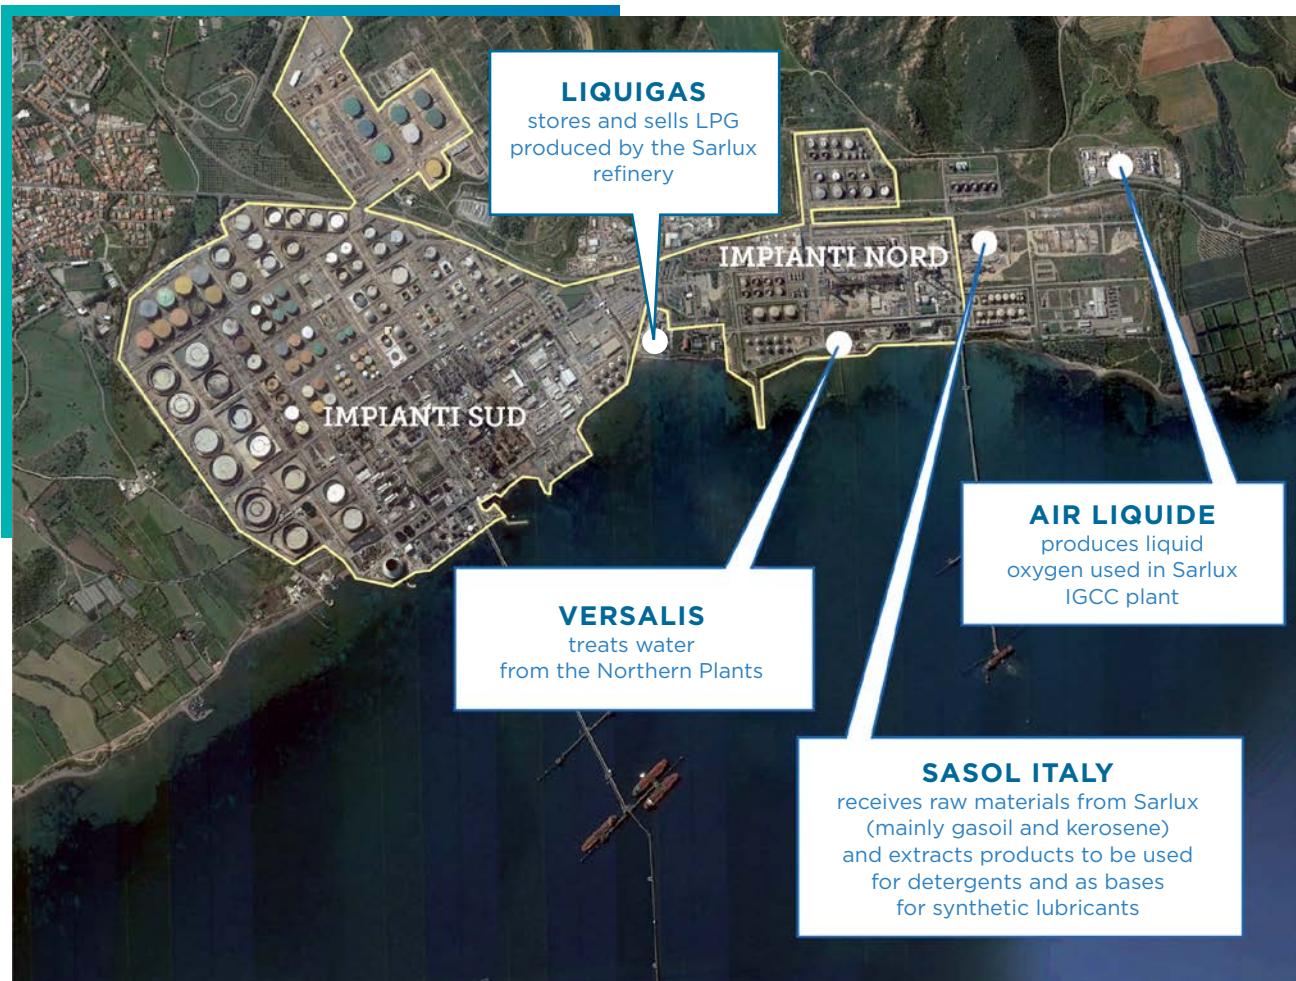 LIQUIGAS
stores and sells LPG
produced by the Sarlux
refinery
IMPIANTI NORD
IMPIANTI SUD
AIR LIQUIDE
produces liquid
oxygen used in Sarlux
IGCC plant
VERSALIS
treats water
from the Northern Plants
SASOL ITALY
receives raw materials from Sarlux
(mainly gasoil and kerosene)
and extracts products to be used
for detergents and as bases
for synthetic lubricants